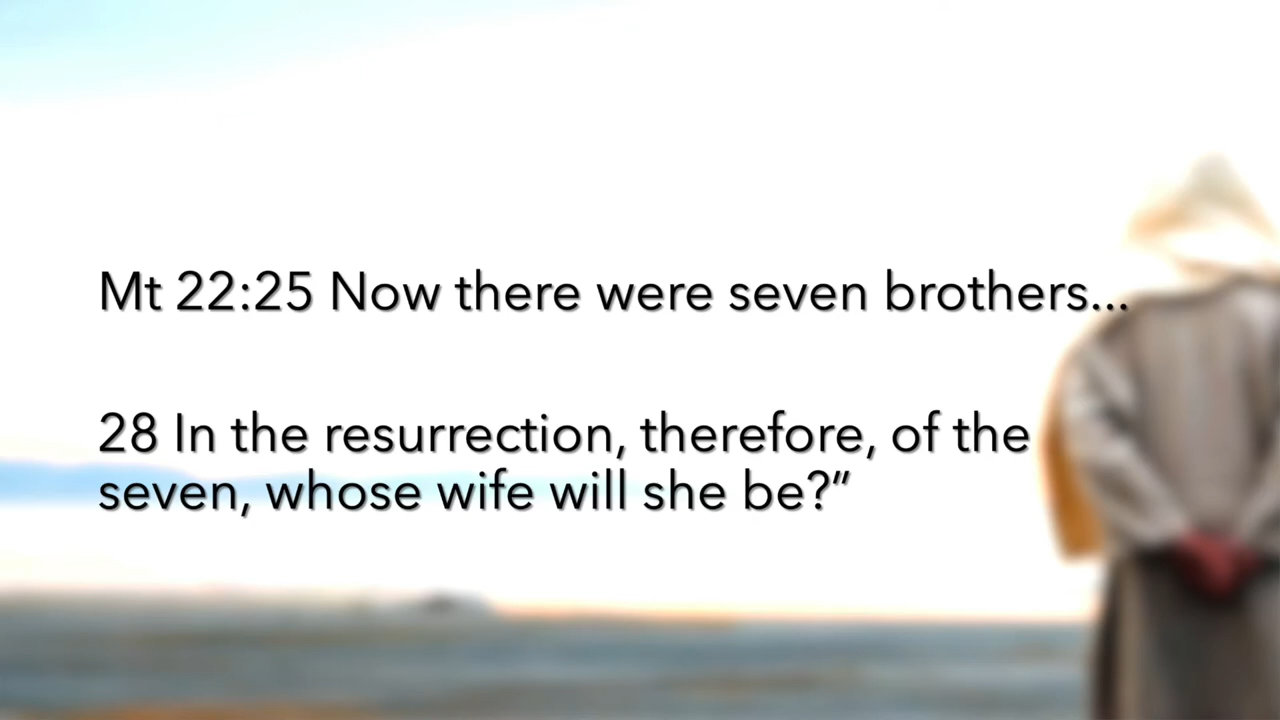 Mt 22:25 Now there were seven brothers...
28 In the resurrection, therefore, of the
seven, whose wife will she be?”